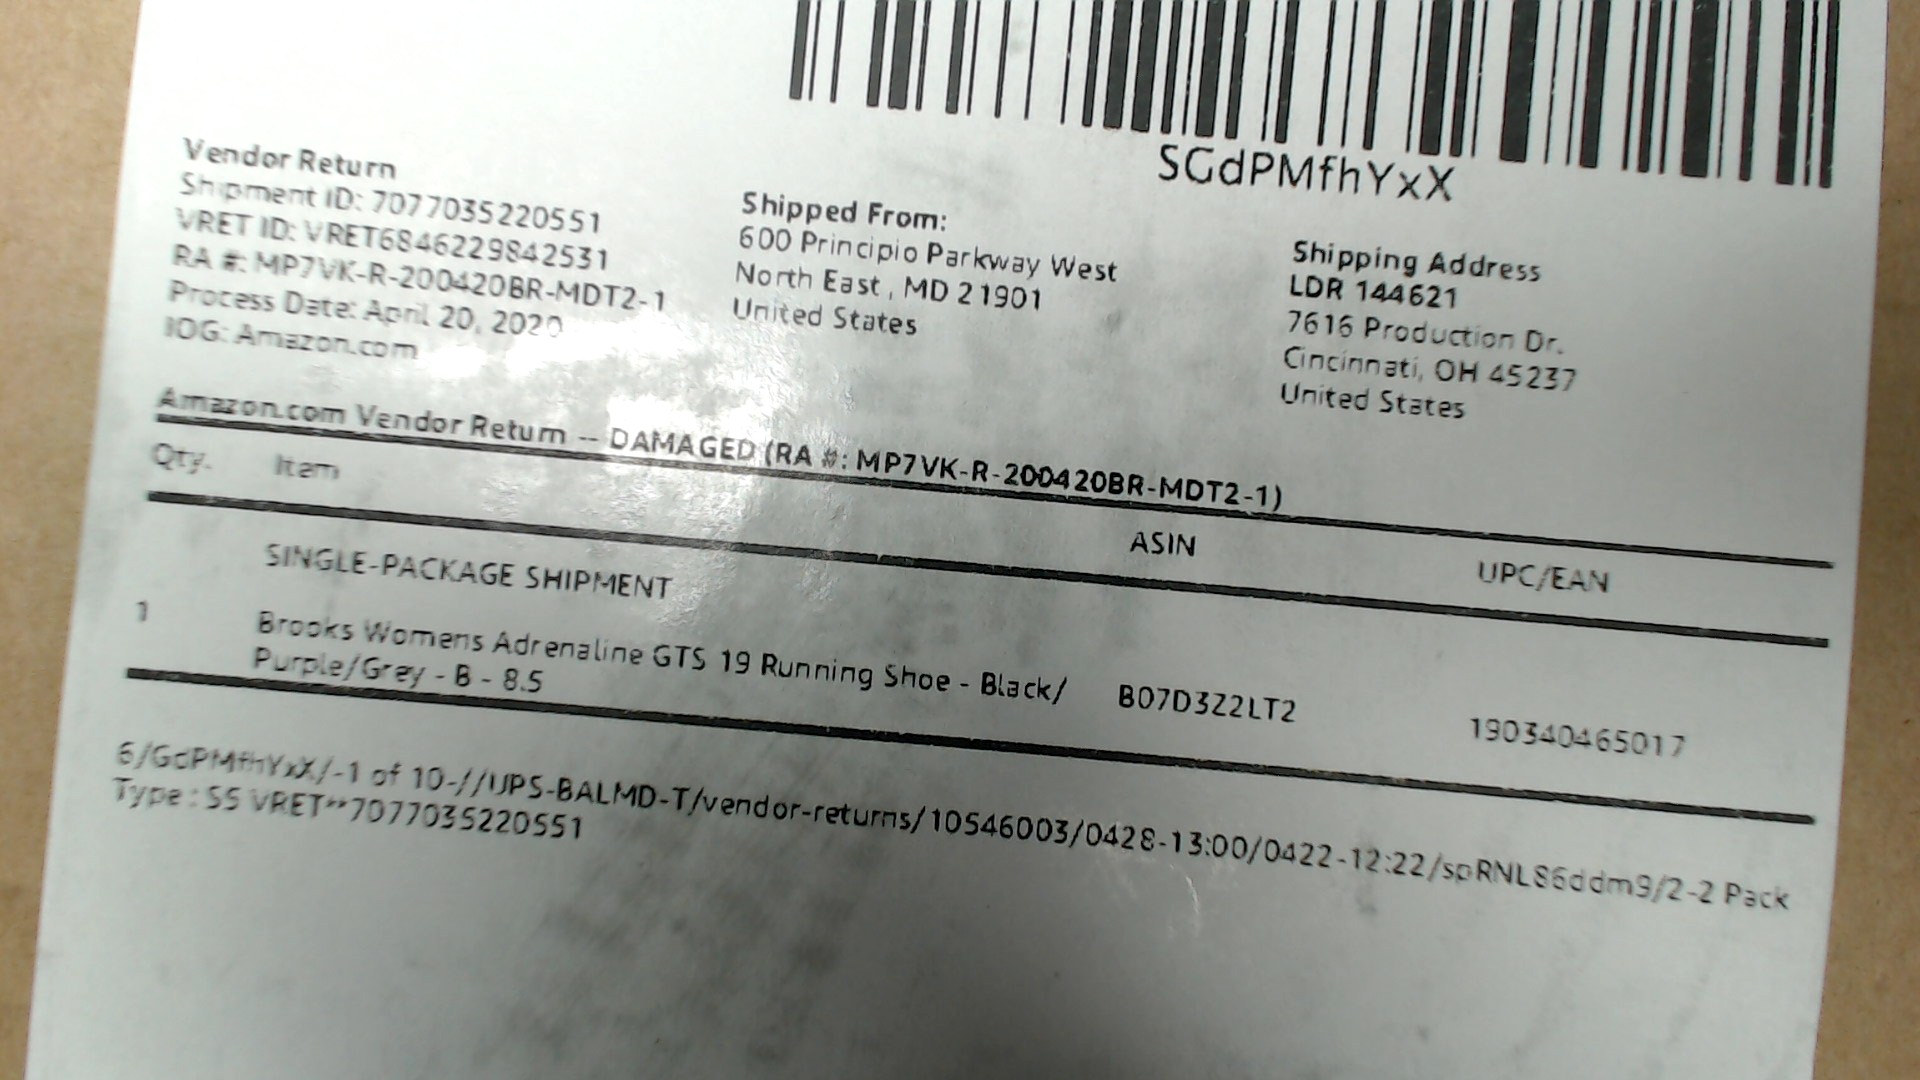 SGdPMfhYxX
Vendor Return
Shipment ID: 7077035220551
VRET ID: VRET6846229842531
RA #: MP7VK-R-200420BR-MDT2-1
Process Date: April 20, 2020
IOG: Amazon.com
Shipped From:
600 Principio Parkway West
North East , MD 21901
United States
Shipping Address
LDR 144621
7616 Production Dr.
Cincinnati, OH 45237
United States
Amazon.com Vendor Return -- DAMAGED (RA #: MP7VK-R-200420BR-MDT2-1)
Qty. Item ASIN UPC/EAN
SINGLE-PACKAGE SHIPMENT
1 Brooks Womens Adrenaline GTS 19 Running Shoe - Black/ B07D3Z2LT2 190340465017
Purple/Grey - B - 8.5
6/GdPMfhYxX/-1 of 10-//UPS-BALMD-T/vendor-returns/10546003/0428-13:00/0422-12:22/spRNL86ddm9/2-2 Pack
Type : SS VRET**7077035220551